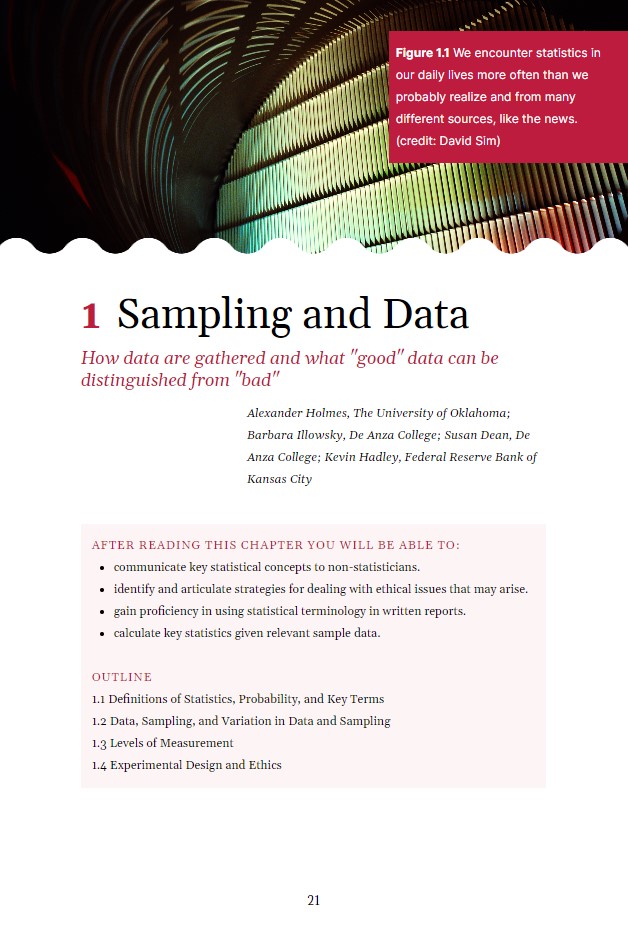 Figure 1.1 We encounter statistics in
our daily lives more often than we
probably realize and from many
different sources, like the news.
(credit: David Sim)
1 Sampling and Data
How data are gathered and what "good" data can be
distinguished from "bad"
Alexander Holmes, The University of Oklahoma;
Barbara Illowsky, De Anza College; Susan Dean, De
Anza College; Kevin Hadley, Federal Reserve Bank of
Kansas City
AFTER READING THIS CHAPTER YOU WILL BE ABLE TO:
• communicate key statistical concepts to non-statisticians.
• identify and articulate strategies for dealing with ethical issues that may arise.
• gain proficiency in using statistical terminology in written reports.
• calculate key statistics given relevant sample data.
OUTLINE
1.1 Definitions of Statistics, Probability, and Key Terms
1.2 Data, Sampling, and Variation in Data and Sampling
1.3 Levels of Measurement
1.4 Experimental Design and Ethics
21